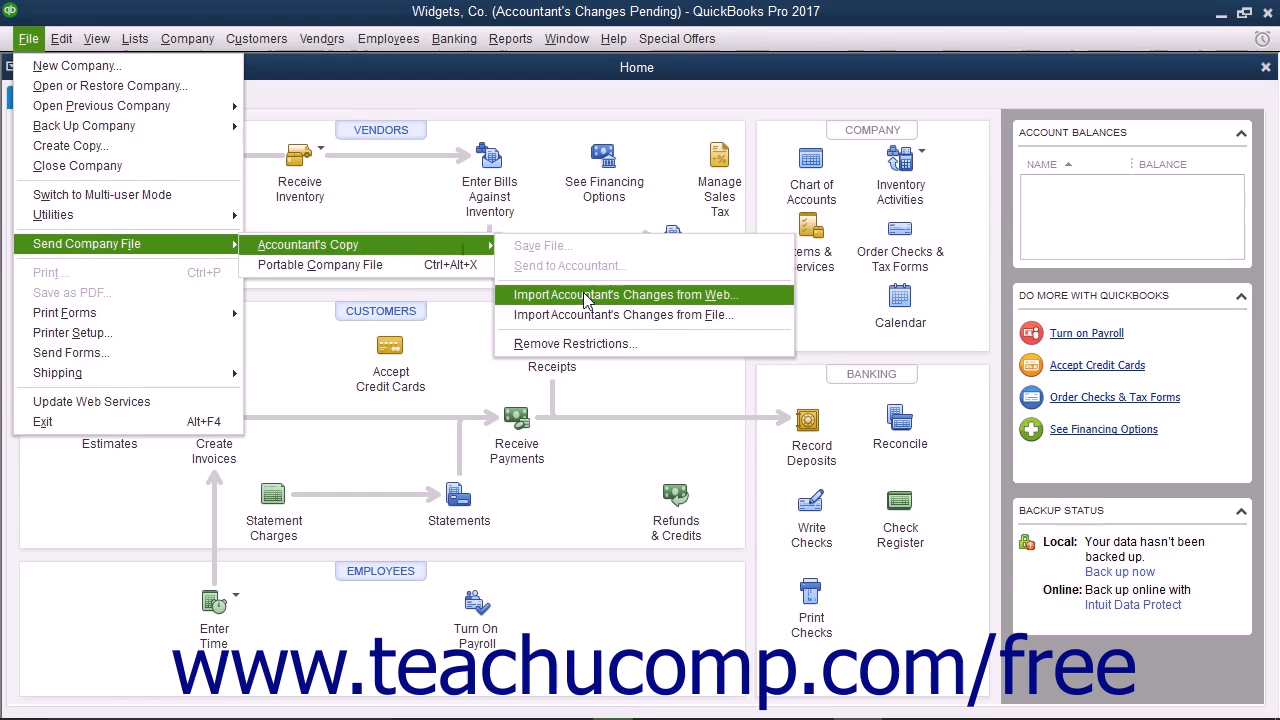 Widgets, Co. (Accountant's Changes Pending) - QuickBooks Pro 2017
File Edit View Lists Company Customers Vendors Employees Banking Reports Window Help Special Offers
Home
New Company...
Open or Restore Company...
Open Previous Company
Back Up Company
Create Copy...
Close Company
Switch to Multi-user Mode
Utilities
Send Company File
Print ... Ctrl+P
Save as PDF...
Print Forms
Printer Setup...
Send Forms...
Shipping
Update Web Services
Exit Alt+F4
Accountant's Copy
Portable Company File Ctrl+Alt+X
Save File...
Send to Accountant...
Import Accountant's Changes from Web...
Import Accountant's Changes from File...
Remove Restrictions...
VENDORS
Receive
Inventory
Enter Bills
Against
Inventory
See Financing
Options
Manage
Sales
Tax
CUSTOMERS
Accept
Credit Cards
Receipts
Estimates
Create
Invoices
Receive
Payments
Statement
Charges
Statements
Refunds
& Credits
EMPLOYEES
Enter
Time
Turn On
Payroll
COMPANY
Chart of
Accounts
Inventory
Activities
Services
Order Checks &
Tax Forms
Calendar
BANKING
Record
Deposits
Reconcile
Write
Checks
Check
Register
Print
Checks
ACCOUNT BALANCES
NAME BALANCE
DO MORE WITH QUICKBOOKS
Turn on Payroll
Accept Credit Cards
Order Checks & Tax Forms
See Financing Options
BACKUP STATUS
Local: Your data hasn't been
backed up.
Back up now
Online: Back up online with
Intuit Data Protect
www.teachucomp.com/free